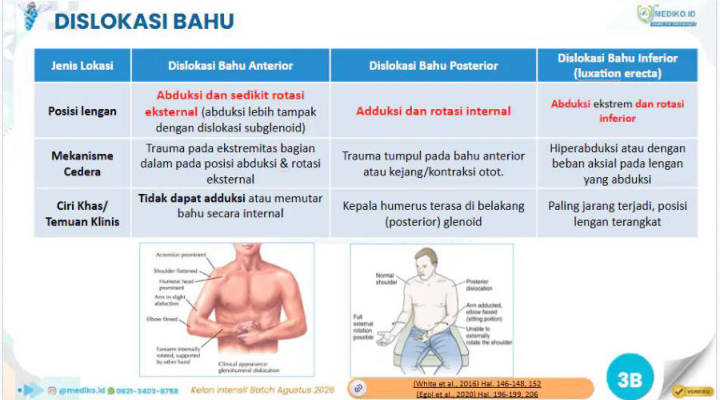 DISLOKASI BAHU
MEDIKO.ID
Jenis Lokasi
Dislokasi Bahu Anterior
Dislokasi Bahu Posterior
Dislokasi Bahu Inferior
(luxation erecta)
Posisi lengan
Abduksi dan sedikit rotasi
eksternal (abduksi lebih tampak
dengan dislokasi subglenoid)
Adduksi dan rotasi internal
Abduksi ekstrem dan rotasi
inferior
Mekanisme
Cedera
Trauma pada ekstremitas bagian
dalam pada posisi abduksi & rotasi
eksternal
Trauma tumpul pada bahu anterior
atau kejang/kontraksi otot.
Hiperabduksi atau dengan
beban aksial pada lengan
yang abduksi
Ciri Khas/
Temuan Klinis
Tidak dapat adduksi atau memutar
bahu secara internal
Kepala humerus terasa di belakang
(posterior) glenoid
Paling jarang terjadi, posisi
lengan terangkat
Acromion prominent
Shoulder flattened
Humeral head
prominent
Arm in slight
abduction
Elbow flexed
Forearm internally
rotated, supported
by other hand
Clinical appearance:
glenohumeral dislocation
Normal
shoulder
Full
external
rotation
possible
Posterior
dislocation
Arm adducted,
elbow flexed
(sitting position)
Unable to
externally
rotate the shoulder
@mediko.id
0821-3403-8768
Kelan Intensif Batch Agustus 2026
(White et al., 2016) Hal. 146-148, 152
(Egol et al., 2020) Hal. 196-199, 206
3B